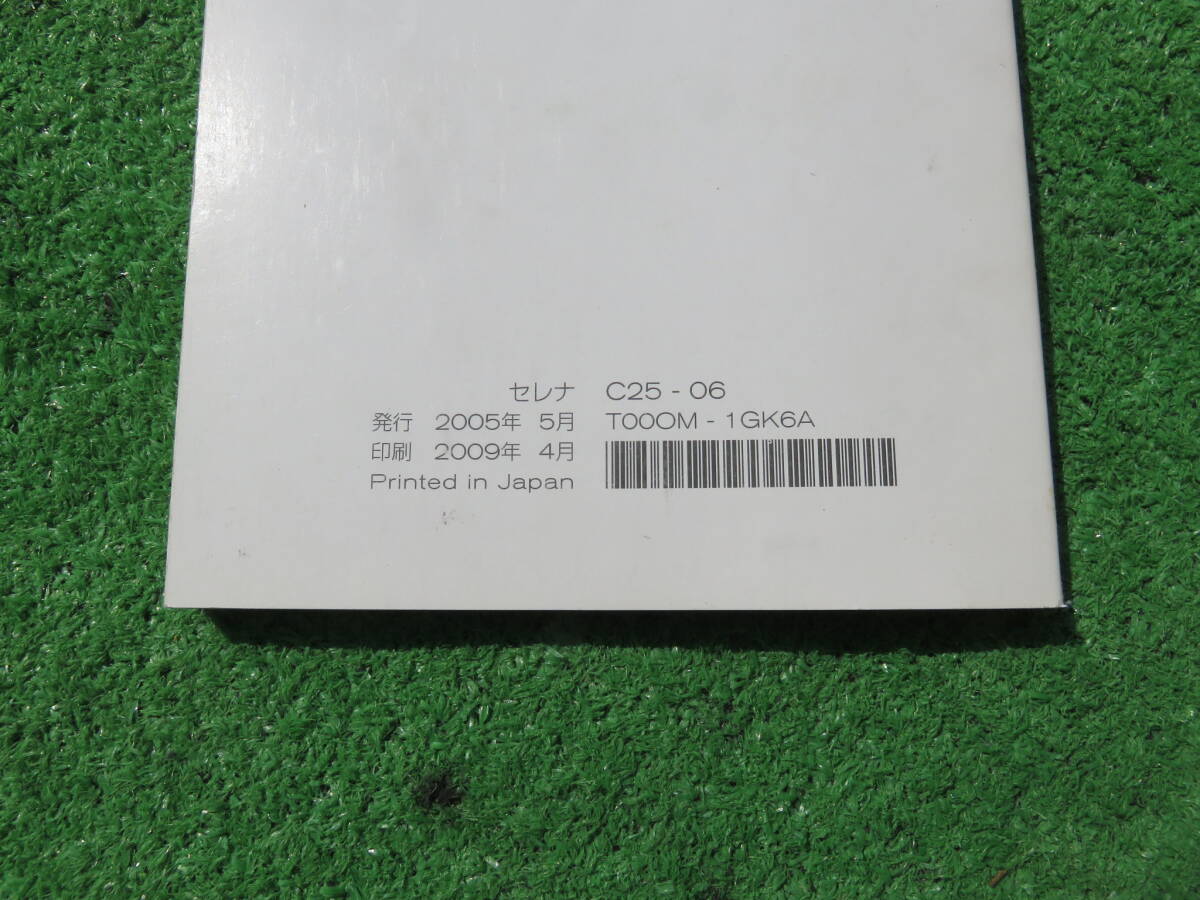 セレナ C25 - 06
発行 2005年 5月 T00OM - 1GK6A
印刷 2009年 4月
Printed in Japan